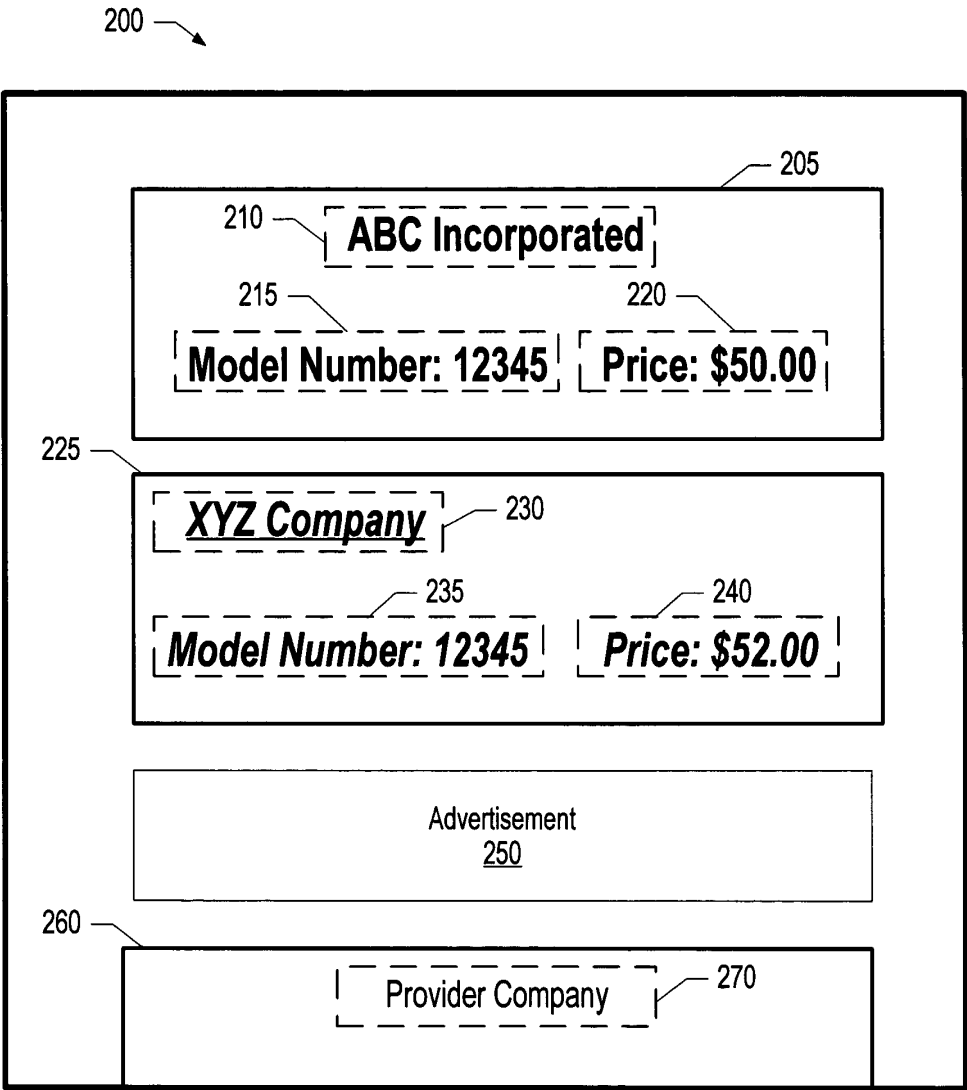 200
205
210
ABC Incorporated
215
220
Model Number: 12345
Price: $50.00
225
XYZ Company
230
235
240
Model Number: 12345
Price: $52.00
Advertisement
250
260
Provider Company
270